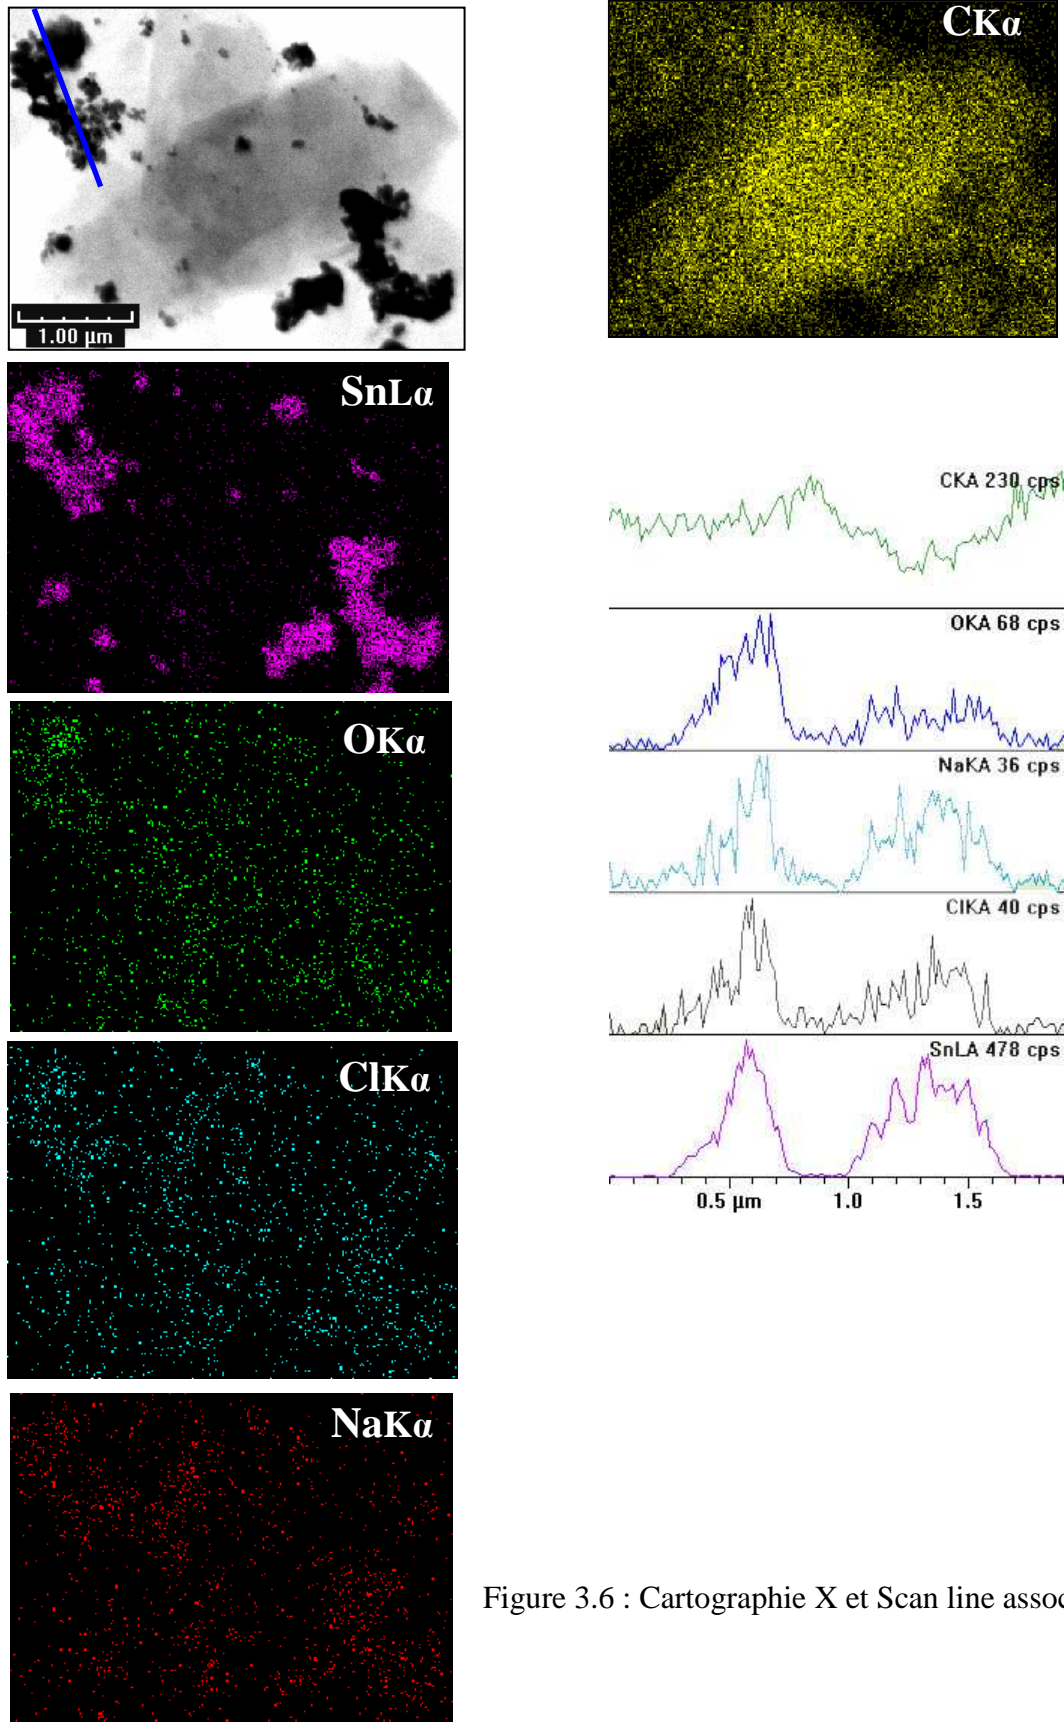 CKα
1.00 µm
SnLα
CKA 230 cps
OKA 68 cps
NaKA 36 cps
ClKA 40 cps
SnLA 478 cps
0.5 µm 1.0 1.5
OKα
ClKα
NaKα
Figure 3.6 : Cartographie X et Scan line